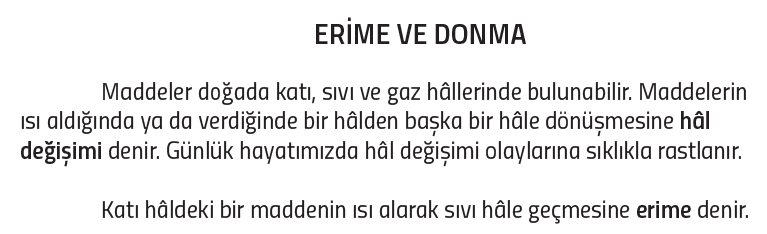 ERİME VE DONMA
Maddeler doğada katı, sıvı ve gaz hâllerinde bulunabilir. Maddelerin
ısı aldığında ya da verdiğinde bir hâlden başka bir hâle dönüşmesine hâl
değişimi denir. Günlük hayatımızda hâl değişimi olaylarına sıklıkla rastlanır.
Katı hâldeki bir maddenin ısı alarak sıvı hâle geçmesine erime denir.